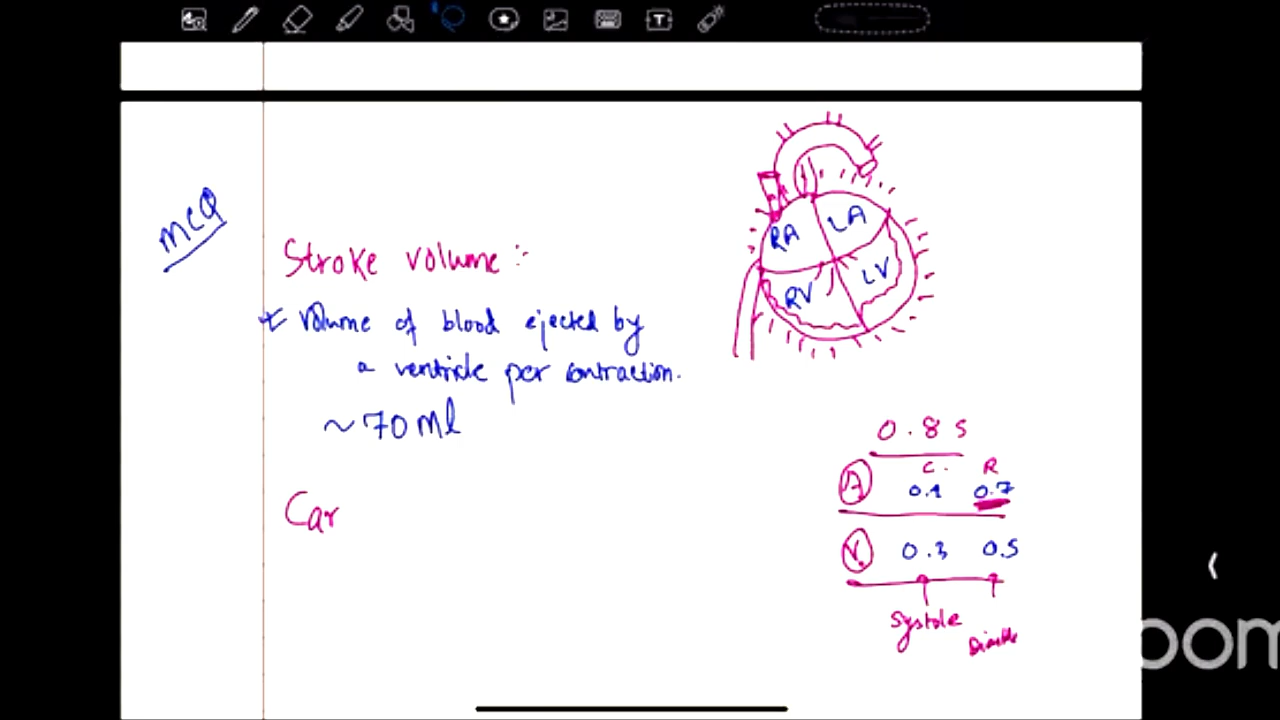 MCQ
Stroke volume :-
* Volume of blood ejected by
a ventricle per contraction.
~70 ml
Car
RA LA
RV LV
0.8 s
C. R
A 0.1 0.7
V. 0.3 0.5
systole
T
oom